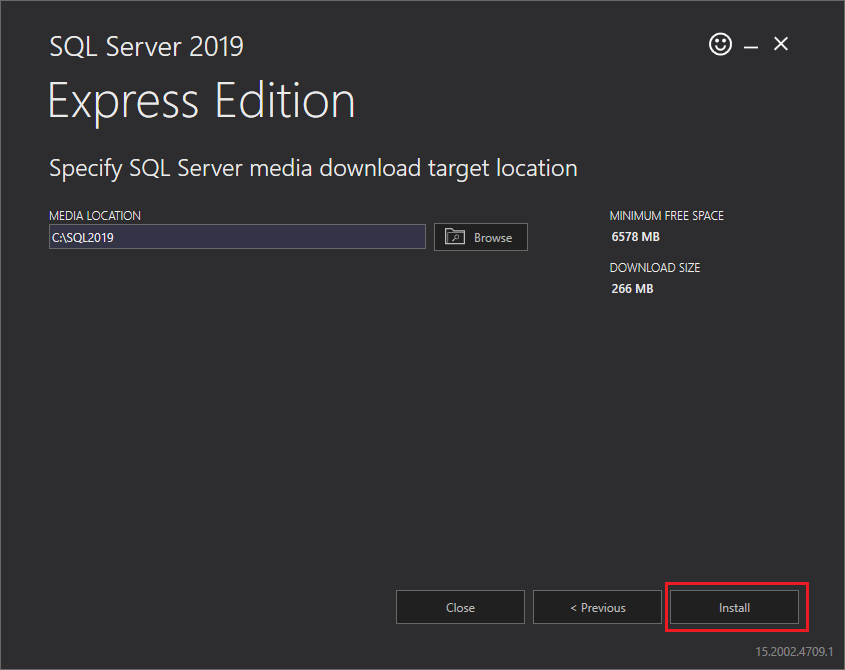 SQL Server 2019
Express Edition
Specify SQL Server media download target location
MEDIA LOCATION
C:\SQL2019
Browse
MINIMUM FREE SPACE
6578 MB
DOWNLOAD SIZE
266 MB
Close
< Previous
Install
15.2002.4709.1